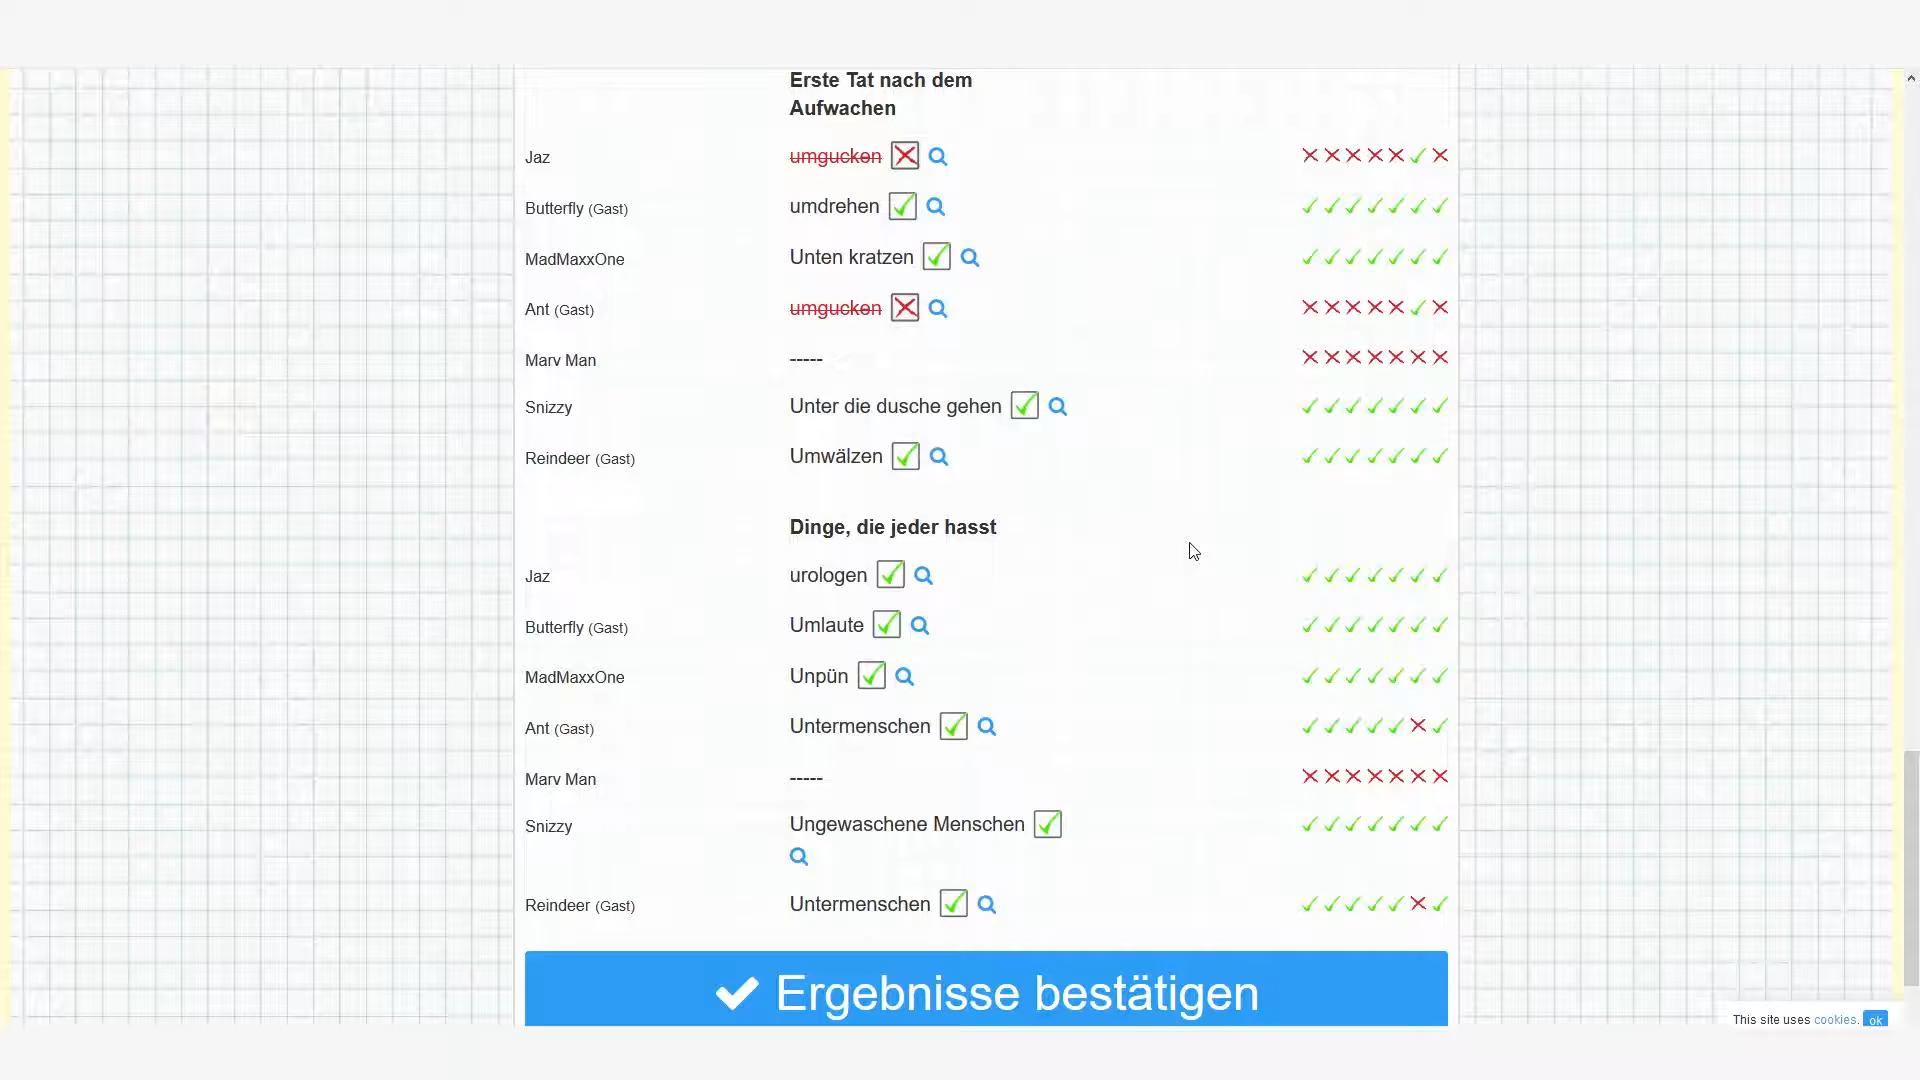 Erste Tat nach dem
Aufwachen
Jaz umgucken
Butterfly (Gast) umdrehen
MadMaxxOne Unten kratzen
Ant (Gast) umgucken
Marv Man -----
Snizzy Unter die dusche gehen
Reindeer (Gast) Umwälzen
Dinge, die jeder hasst
Jaz urologen
Butterfly (Gast) Umlaute
MadMaxxOne Unpün
Ant (Gast) Untermenschen
Marv Man -----
Snizzy Ungewaschene Menschen
Reindeer (Gast) Untermenschen
Ergebnisse bestätigen
This site uses cookies. ok